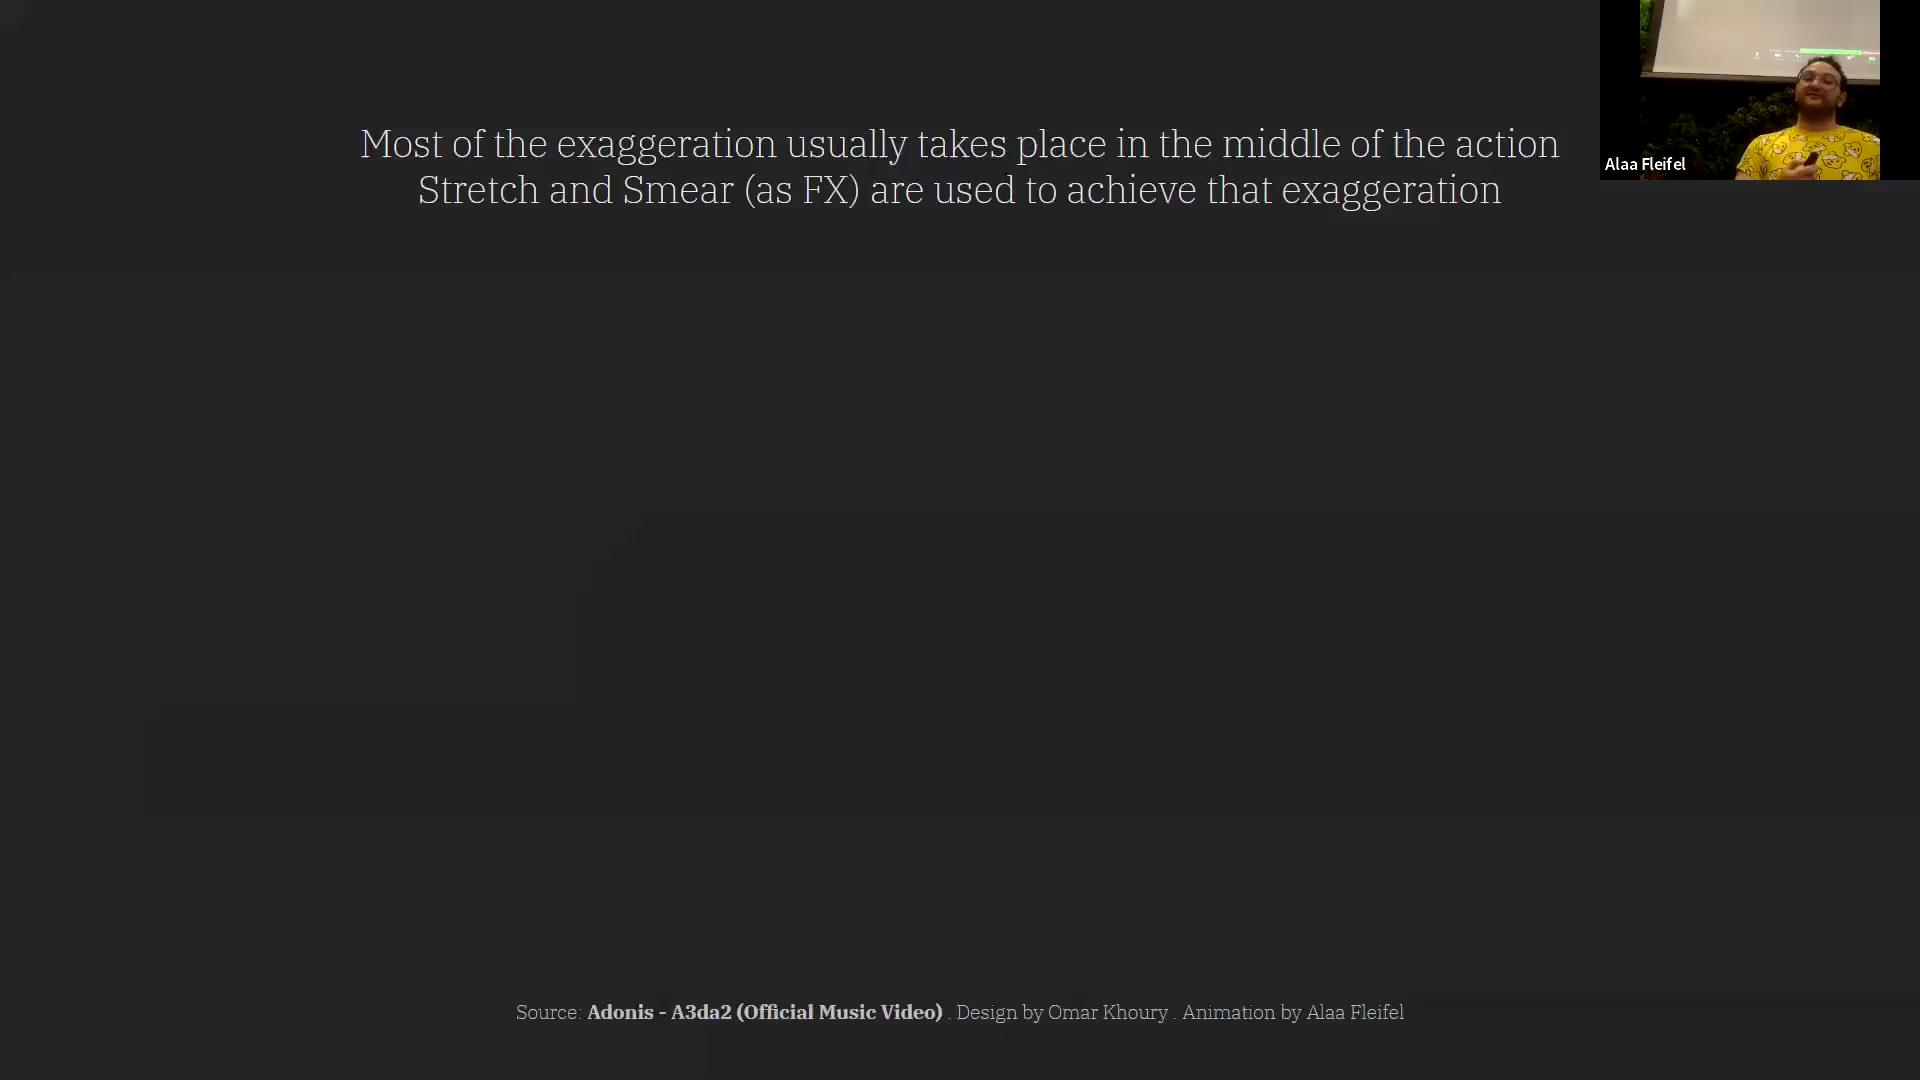 Most of the exaggeration usually takes place in the middle of the action
Stretch and Smear (as FX) are used to achieve that exaggeration
Alaa Fleifel
Source: Adonis - A3da2 (Official Music Video) . Design by Omar Khoury . Animation by Alaa Fleifel